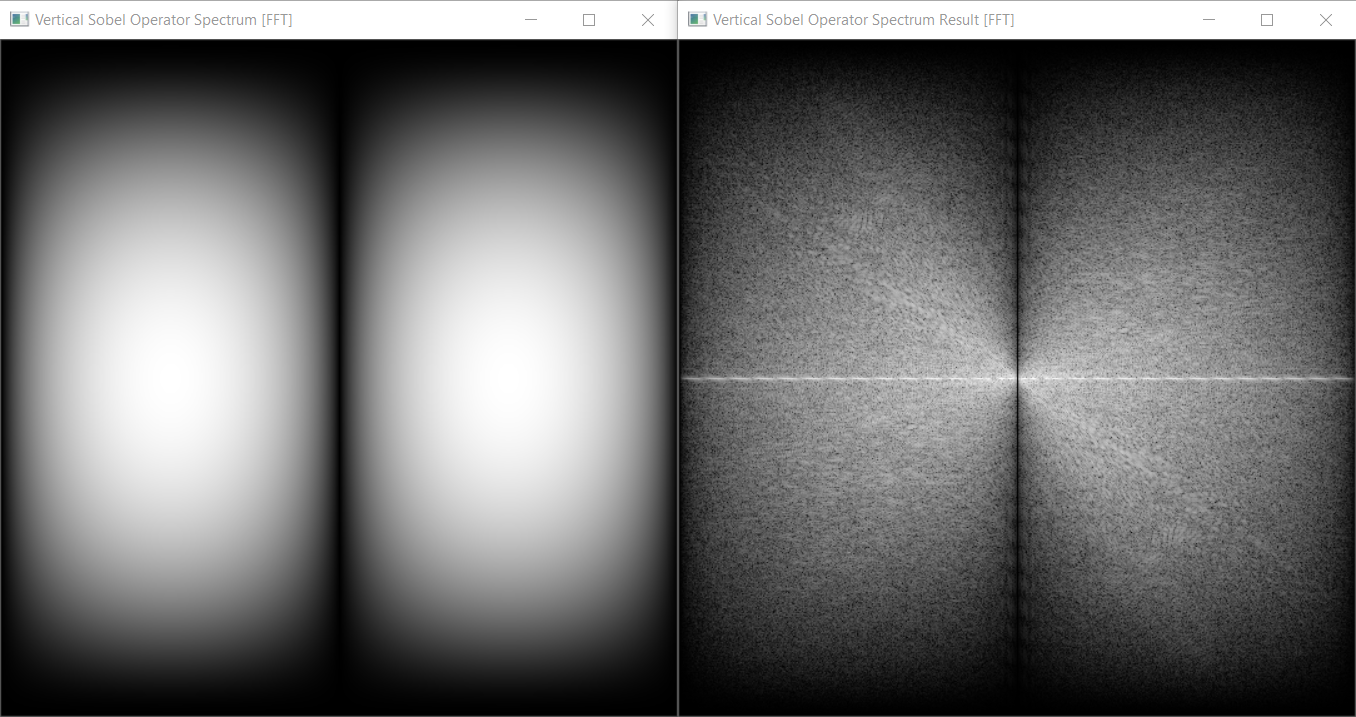 Vertical Sobel Operator Spectrum [FFT]
Vertical Sobel Operator Spectrum Result [FFT]